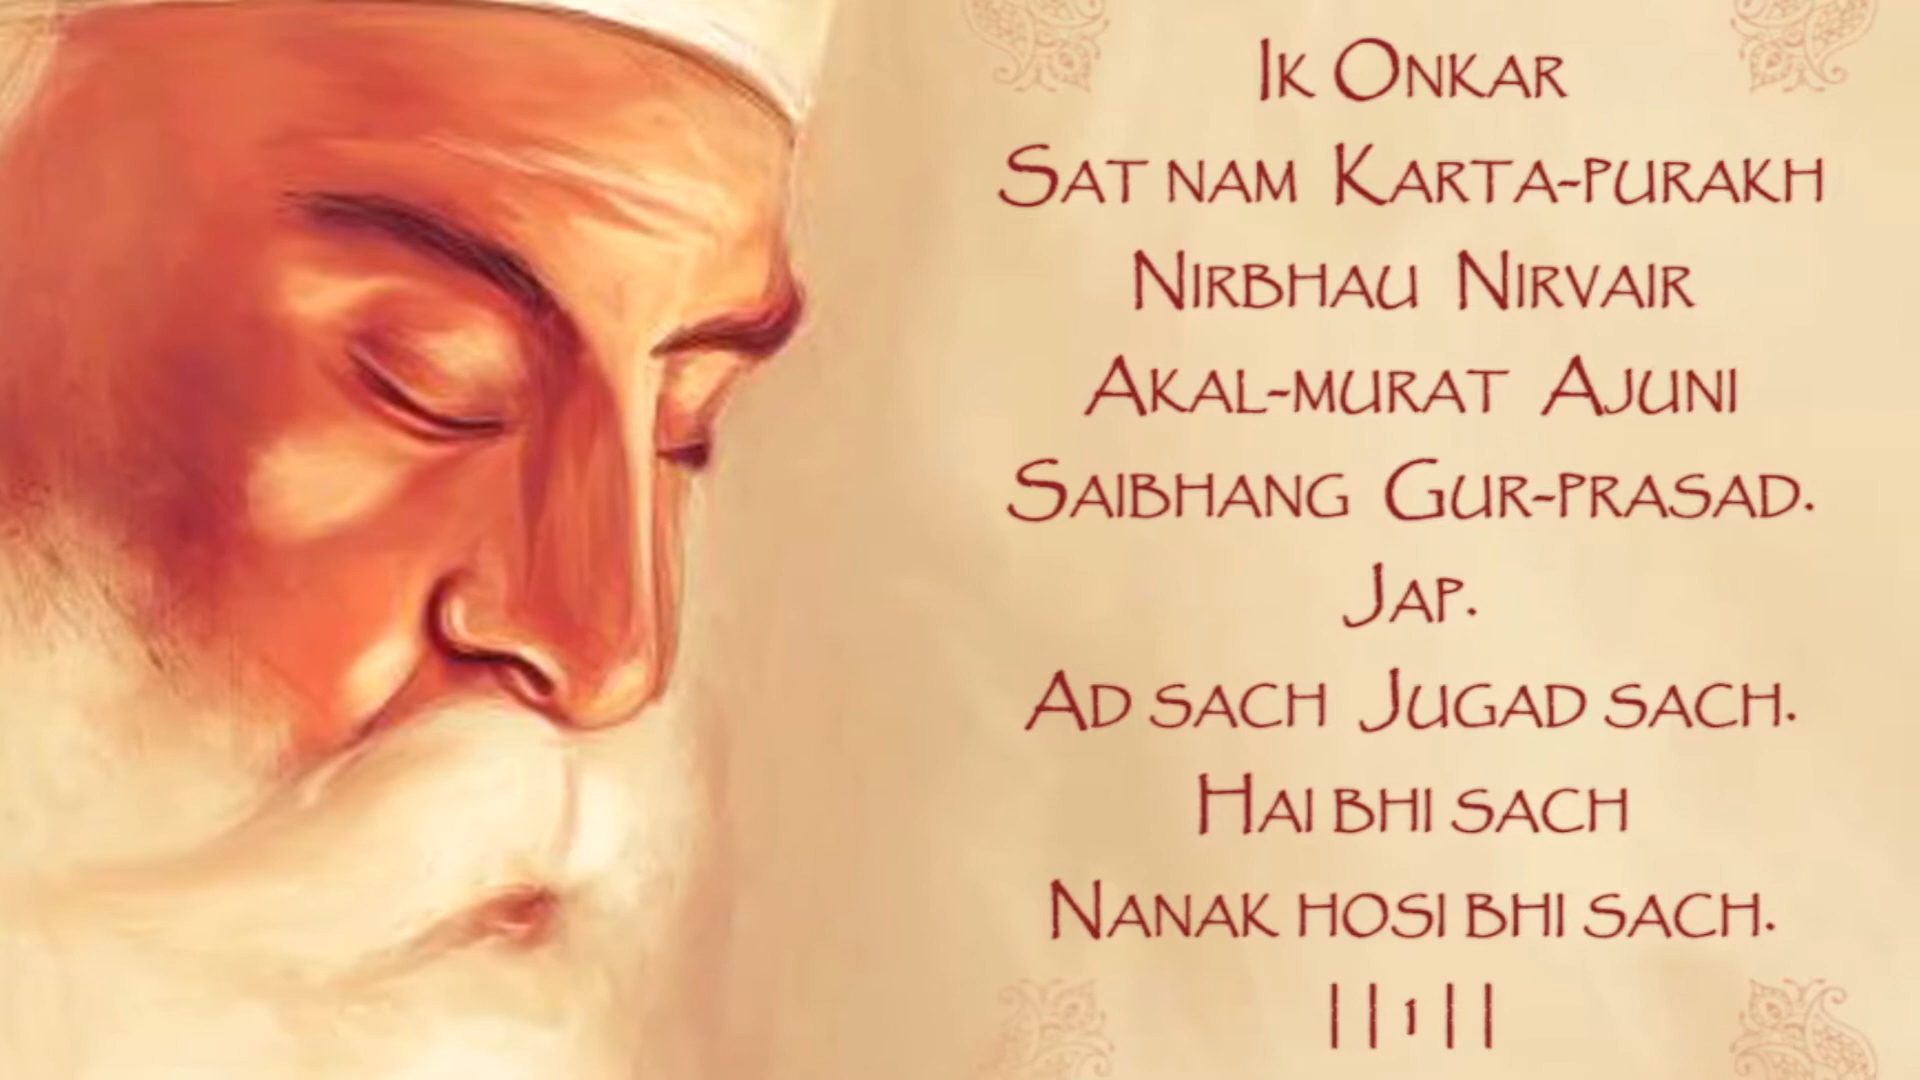 Ik Onkar
Sat nam Karta-purakh
Nirbhau Nirvair
Akal-murat Ajuni
Saibhang Gur-prasad.
Jap.
Ad sach Jugad sach.
Hai bhi sach
Nanak hosi bhi sach.
||1||